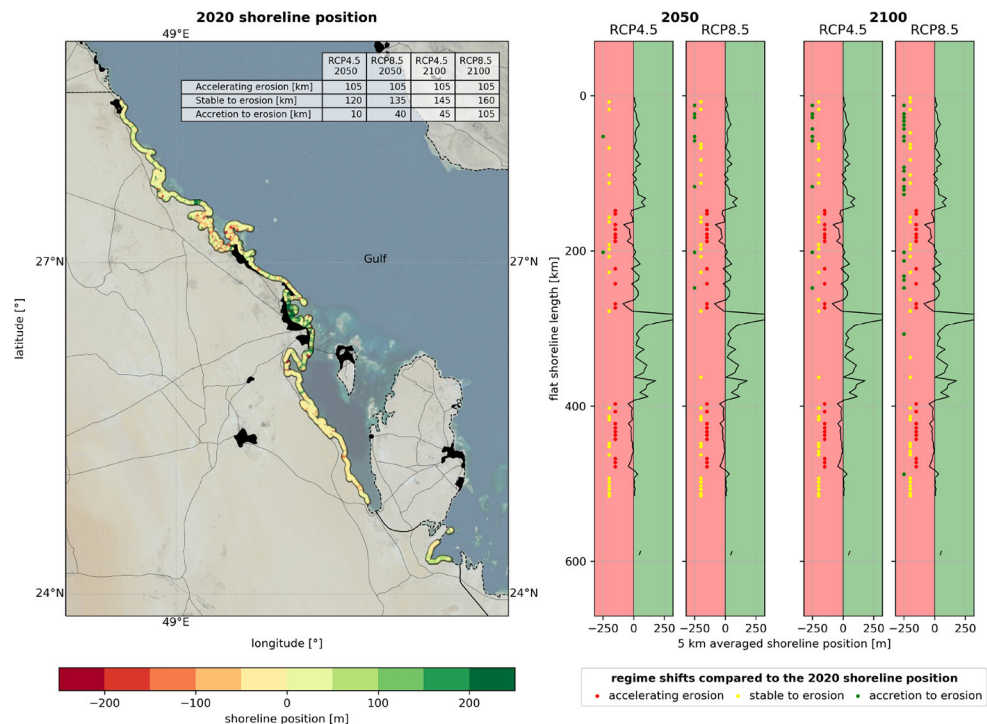 2020 shoreline position
2050
2100
49°E
RCP4.5
RCP8.5
RCP4.5
RCP8.5
RCP4.5 2050
RCP8.5 2050
RCP4.5 2100
RCP8.5 2100
Accelerating erosion [km] 105 105 105 105
Stable to erosion [km] 120 135 145 160
Accretion to erosion [km] 10 40 45 105
27°N
27°N
Gulf
24°N
24°N
49°E
latitude [°]
longitude [°]
flat shoreline length [km]
0
200
400
600
−250 0 250
−250 0 250
−250 0 250
−250 0 250
5 km averaged shoreline position [m]
−200 −100 0 100 200
shoreline position [m]
regime shifts compared to the 2020 shoreline position
accelerating erosion
stable to erosion
accretion to erosion